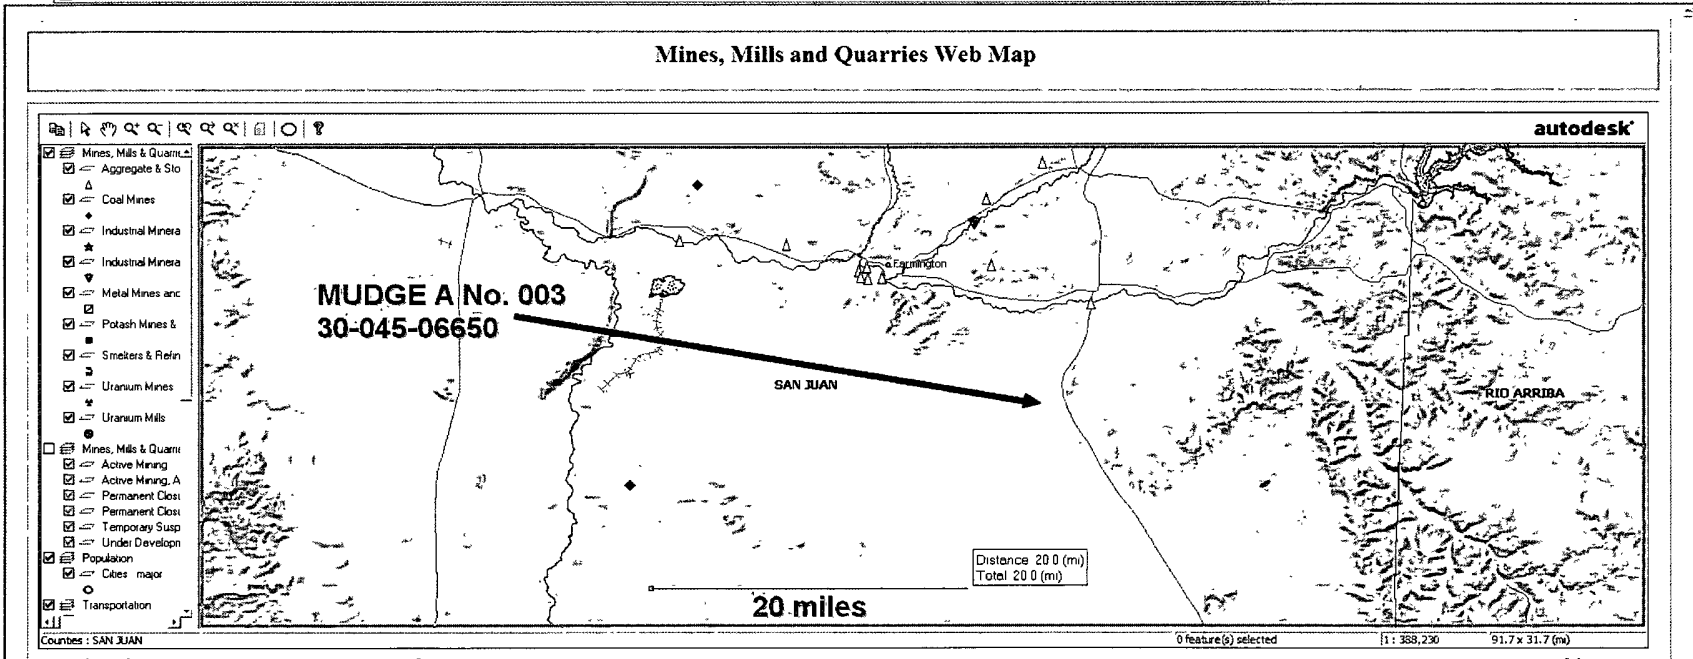 Mines, Mills and Quarries Web Map
autodesk
Mines, Mills & Quarri
Aggregate & Sto
Coal Mines
Industrial Minera
Industrial Minera
Metal Mines anc
Potash Mines &
Smelters & Refin
Uranium Mines
Uranium Mills
Mines, Mills & Quarri
Active Mining
Active Mining, A
Permanent Closu
Permanent Closu
Temporary Susp
Under Developn
Population
Cities major
Transportation
Farmington
MUDGE A No. 003
30-045-06650
SAN JUAN
RIO ARRIBA
Distance 20 0 (mi)
Total 20 0 (mi)
20 miles
Counties : SAN JUAN
0 feature(s) selected
1 : 388,230
91.7 x 31.7 (mi)